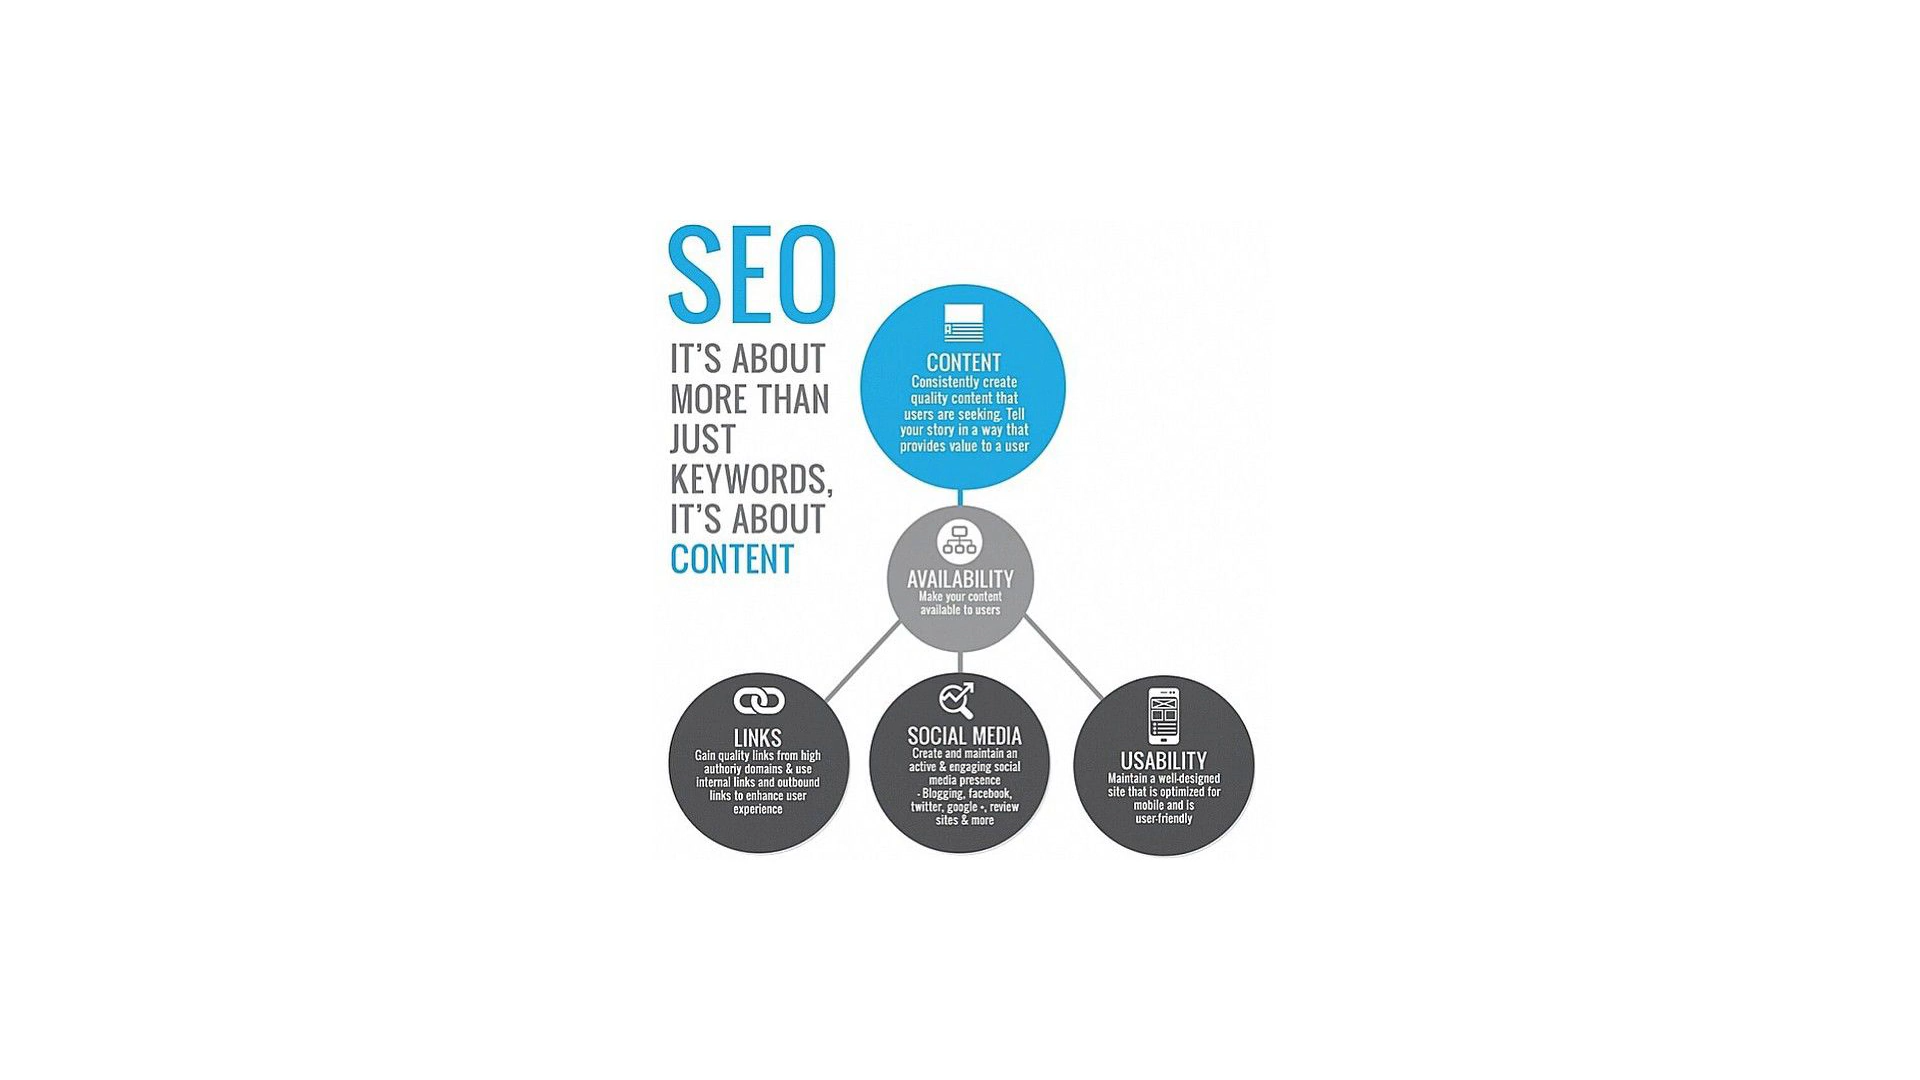 SEO
IT'S ABOUT
MORE THAN
JUST
KEYWORDS,
IT'S ABOUT
CONTENT
CONTENT
Consistently create
quality content that
users are seeking. Tell
your story in a way that
provides value to a user
AVAILABILITY
Make your content
available to users
LINKS
Gain quality links from high
authoriy domains & use
internal links and outbound
links to enhance user
experience
SOCIAL MEDIA
Create and maintain an
active & engaging social
media presence
- Blogging, facebook,
twitter, google +, review
sites & more
USABILITY
Maintain a well-designed
site that is optimized for
mobile and is
user-friendly